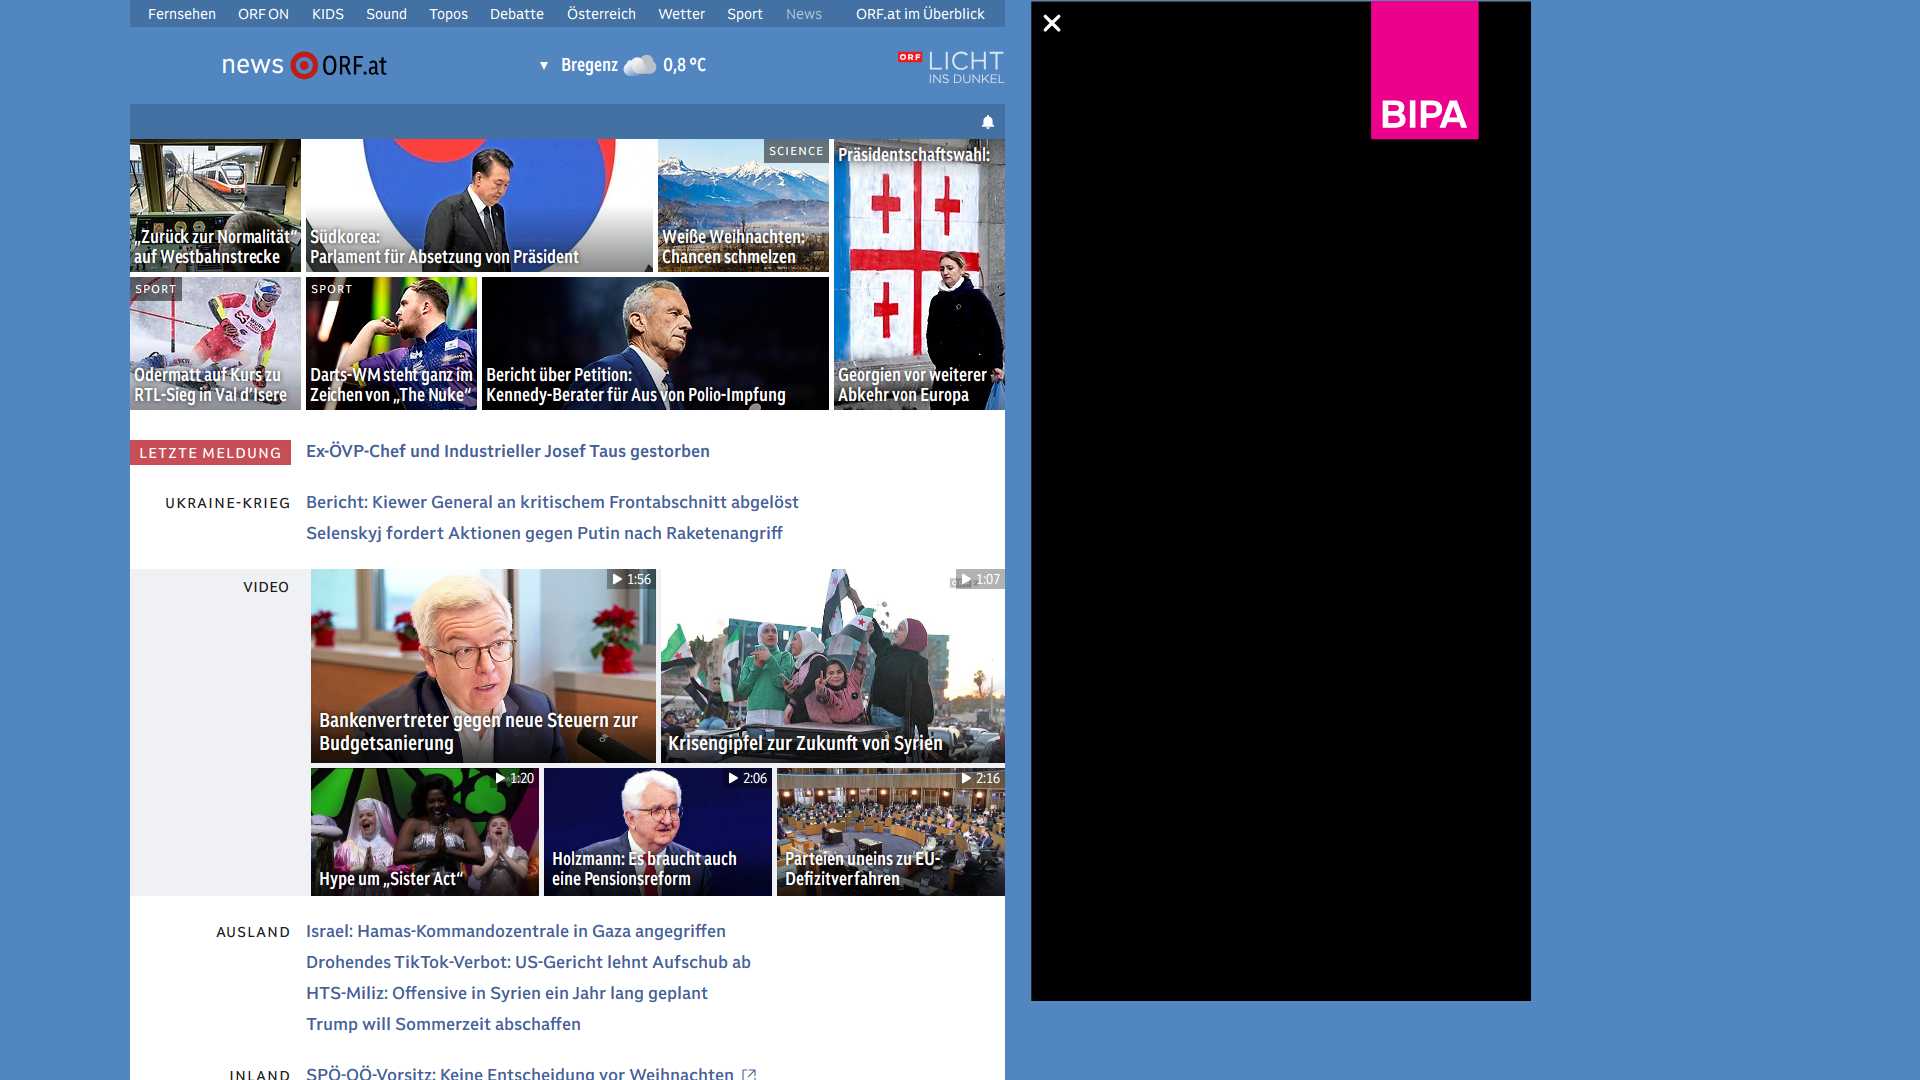 Fernsehen ORF ON KIDS Sound Topos Debatte Österreich Wetter Sport News ORF.at im Überblick
news ORF.at
Bregenz 0,8 °C
ORF LICHT
INS DUNKEL
BIPA
„Zurück zur Normalität“
auf Westbahnstrecke
Südkorea:
Parlament für Absetzung von Präsident
SCIENCE
Weiße Weihnachten:
Chancen schmelzen
Präsidentschaftswahl:
Georgien vor weiterer
Abkehr von Europa
SPORT
Odermatt auf Kurs zu
RTL-Sieg in Val d’Isere
SPORT
Darts-WM steht ganz im
Zeichen von „The Nuke“
Bericht über Petition:
Kennedy-Berater für Aus von Polio-Impfung
LETZTE MELDUNG
Ex-ÖVP-Chef und Industrieller Josef Taus gestorben
UKRAINE-KRIEG
Bericht: Kiewer General an kritischem Frontabschnitt abgelöst
Selenskyj fordert Aktionen gegen Putin nach Raketenangriff
VIDEO
1:56
Bankenvertreter gegen neue Steuern zur
Budgetsanierung
1:07
Krisengipfel zur Zukunft von Syrien
1:20
Hype um „Sister Act“
2:06
Holzmann: Es braucht auch
eine Pensionsreform
2:16
Parteien uneins zu EU-
Defizitverfahren
AUSLAND
Israel: Hamas-Kommandozentrale in Gaza angegriffen
Drohendes TikTok-Verbot: US-Gericht lehnt Aufschub ab
HTS-Miliz: Offensive in Syrien ein Jahr lang geplant
Trump will Sommerzeit abschaffen
INLAND
SPÖ-OÖ-Vorsitz: Keine Entscheidung vor Weihnachten